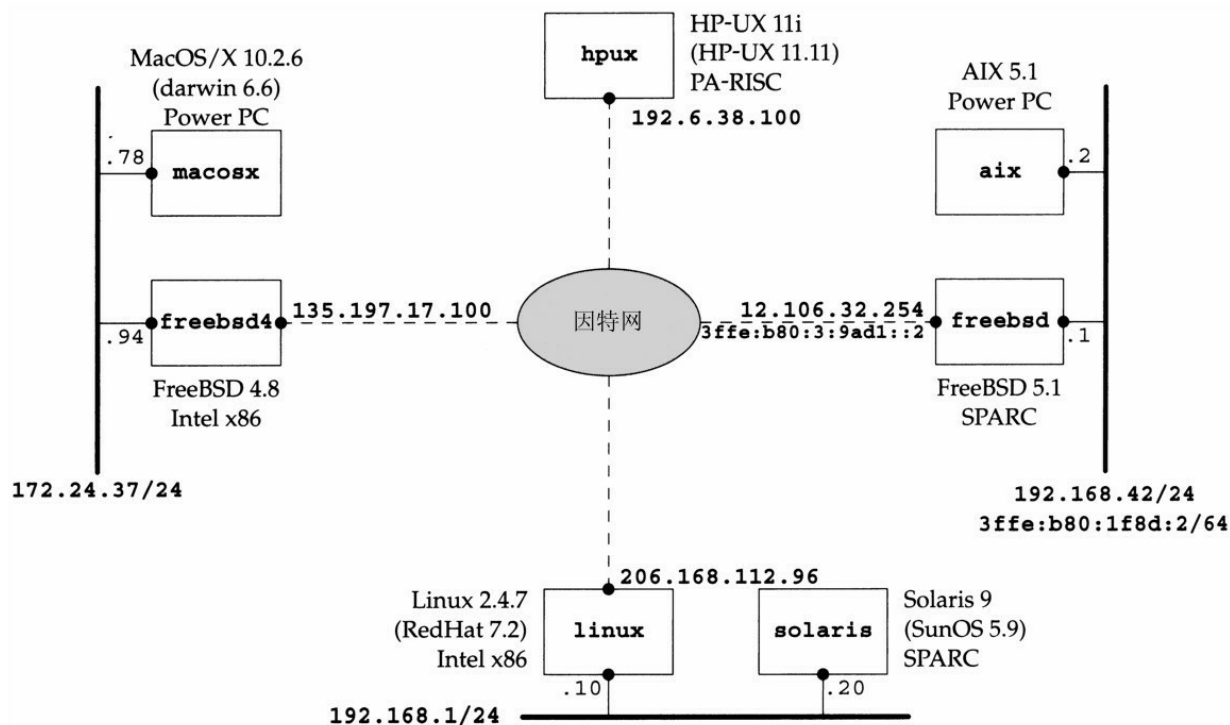 HP-UX 11i
(HP-UX 11.11)
PA-RISC
hpux
192.6.38.100
MacOS/X 10.2.6
(darwin 6.6)
Power PC
.78
macosx
AIX 5.1
Power PC
.2
aix
135.197.17.100
freebsd4
.94
FreeBSD 4.8
Intel x86
172.24.37/24
因特网
12.106.32.254
3ffe:b80:3:9ad1::2
freebsd
.1
FreeBSD 5.1
SPARC
192.168.42/24
3ffe:b80:1f8d:2/64
206.168.112.96
Linux 2.4.7
(RedHat 7.2)
Intel x86
linux
.10
solaris
.20
Solaris 9
(SunOS 5.9)
SPARC
192.168.1/24